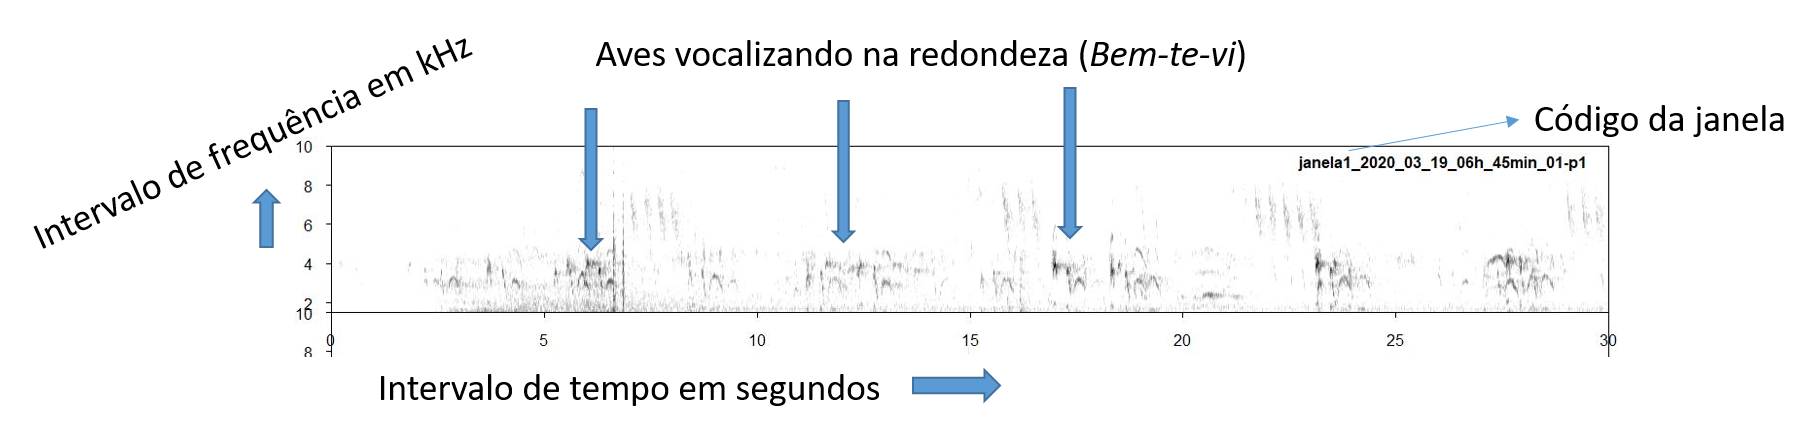 Aves vocalizando na redondeza (Bem-te-vi)
Intervalo de frequência em kHz
Código da janela
janela1_2020_03_19_06h_45min_01-p1
10
8
6
4
2
10
8
0 5 10 15 20 25 30
Intervalo de tempo em segundos